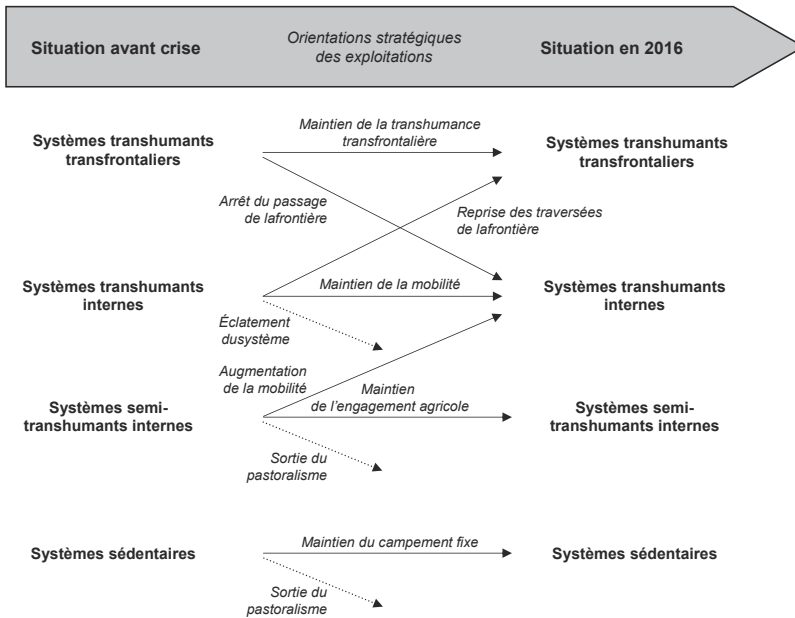 Situation avant crise
Orientations stratégiques
des exploitations
Situation en 2016
Systèmes transhumants
transfrontaliers
Maintien de la transhumance
transfrontalière
Systèmes transhumants
transfrontaliers
Arrêt du passage
de lafrontière
Reprise des traversées
de lafrontière
Systèmes transhumants
internes
Maintien de la mobilité
Systèmes transhumants
internes
Éclatement
dusystème
Augmentation
de la mobilité
Systèmes semi-
transhumants internes
Maintien
de l'engagement agricole
Systèmes semi-
transhumants internes
Sortie du
pastoralisme
Systèmes sédentaires
Maintien du campement fixe
Systèmes sédentaires
Sortie du
pastoralisme